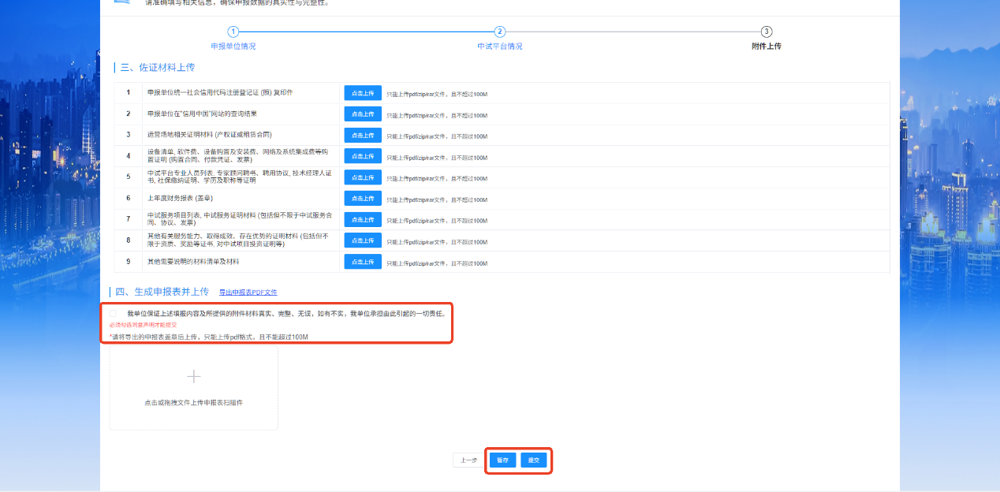 请准确填写与相关信息，确保申报数据的真实性与完整性。
1
2
3
申报单位情况
中试平台情况
附件上传
三、佐证材料上传
1 申报单位统一社会信用代码注册登记证 (照) 复印件 点击上传 只能上传pdf/zip/rar文件，且不超过100M
2 申报单位在"信用中国"网站的查询结果 点击上传 只能上传pdf/zip/rar文件，且不超过100M
3 运营场地相关证明材料 (产权证或租赁合同) 点击上传 只能上传pdf/zip/rar文件，且不超过100M
4 设备清单, 软件费、设备购置及安装费、网络及系统集成费等购
置证明 (购置合同、付款凭证、发票) 点击上传 只能上传pdf/zip/rar文件，且不超过100M
5 中试平台专业人员列表, 专家顾问聘书、聘用协议, 技术经理人证
书, 社保缴纳证明、学历及职称等证明 点击上传 只能上传pdf/zip/rar文件，且不超过100M
6 上年度财务报表 (盖章) 点击上传 只能上传pdf/zip/rar文件，且不超过100M
7 中试服务项目列表, 中试服务证明材料 (包括但不限于中试服务合
同、协议、发票) 点击上传 只能上传pdf/zip/rar文件，且不超过100M
8 其他有关服务能力、取得成效、存在优势的证明材料 (包括但不
限于资质、奖励等证书, 对中试项目投资证明等) 点击上传 只能上传pdf/zip/rar文件，且不超过100M
9 其他需要说明的材料清单及材料 点击上传 只能上传pdf/zip/rar文件，且不超过100M
四、生成申报表并上传 导出申报表PDF文件
我单位保证上述填报内容及所提供的附件材料真实、完整、无误，如有不实，我单位承担由此引起的一切责任。
必须勾选同意声明才能提交
*请将导出的申报表盖章后上传，只能上传pdf格式，且不能超过100M
点击或拖拽文件上传申报表扫描件
上一步 暂存 提交